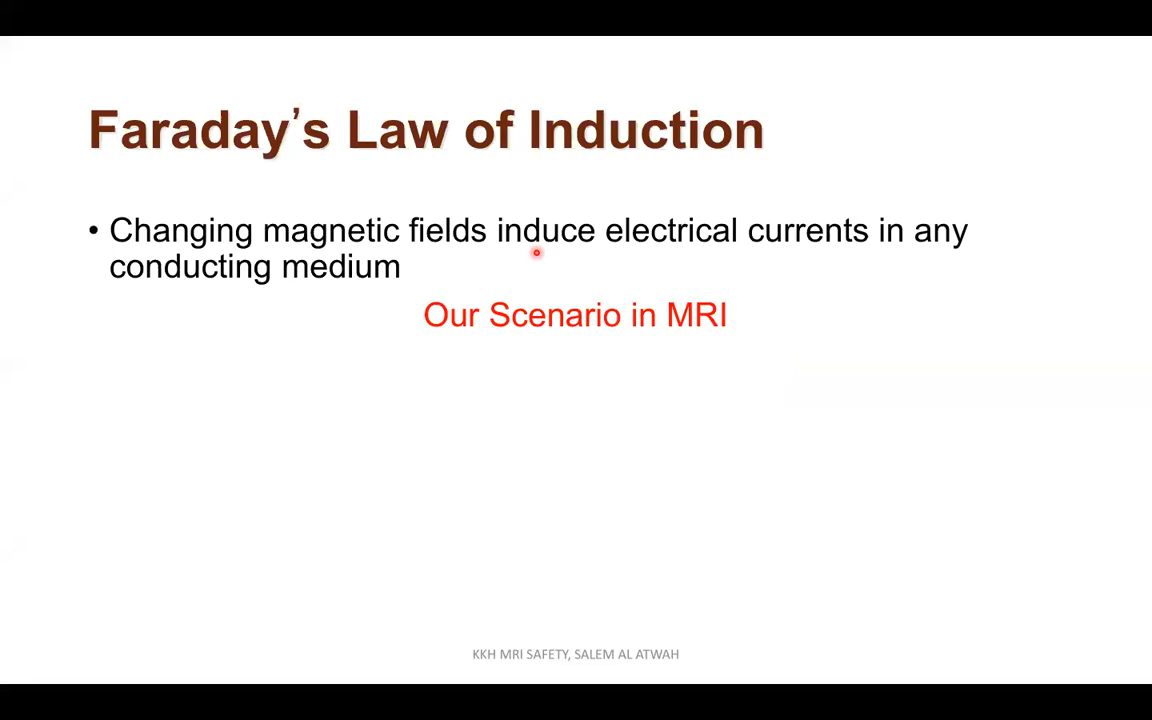 Faraday’s Law of Induction
• Changing magnetic fields induce electrical currents in any
conducting medium
Our Scenario in MRI
KKH MRI SAFETY, SALEM AL ATWAH